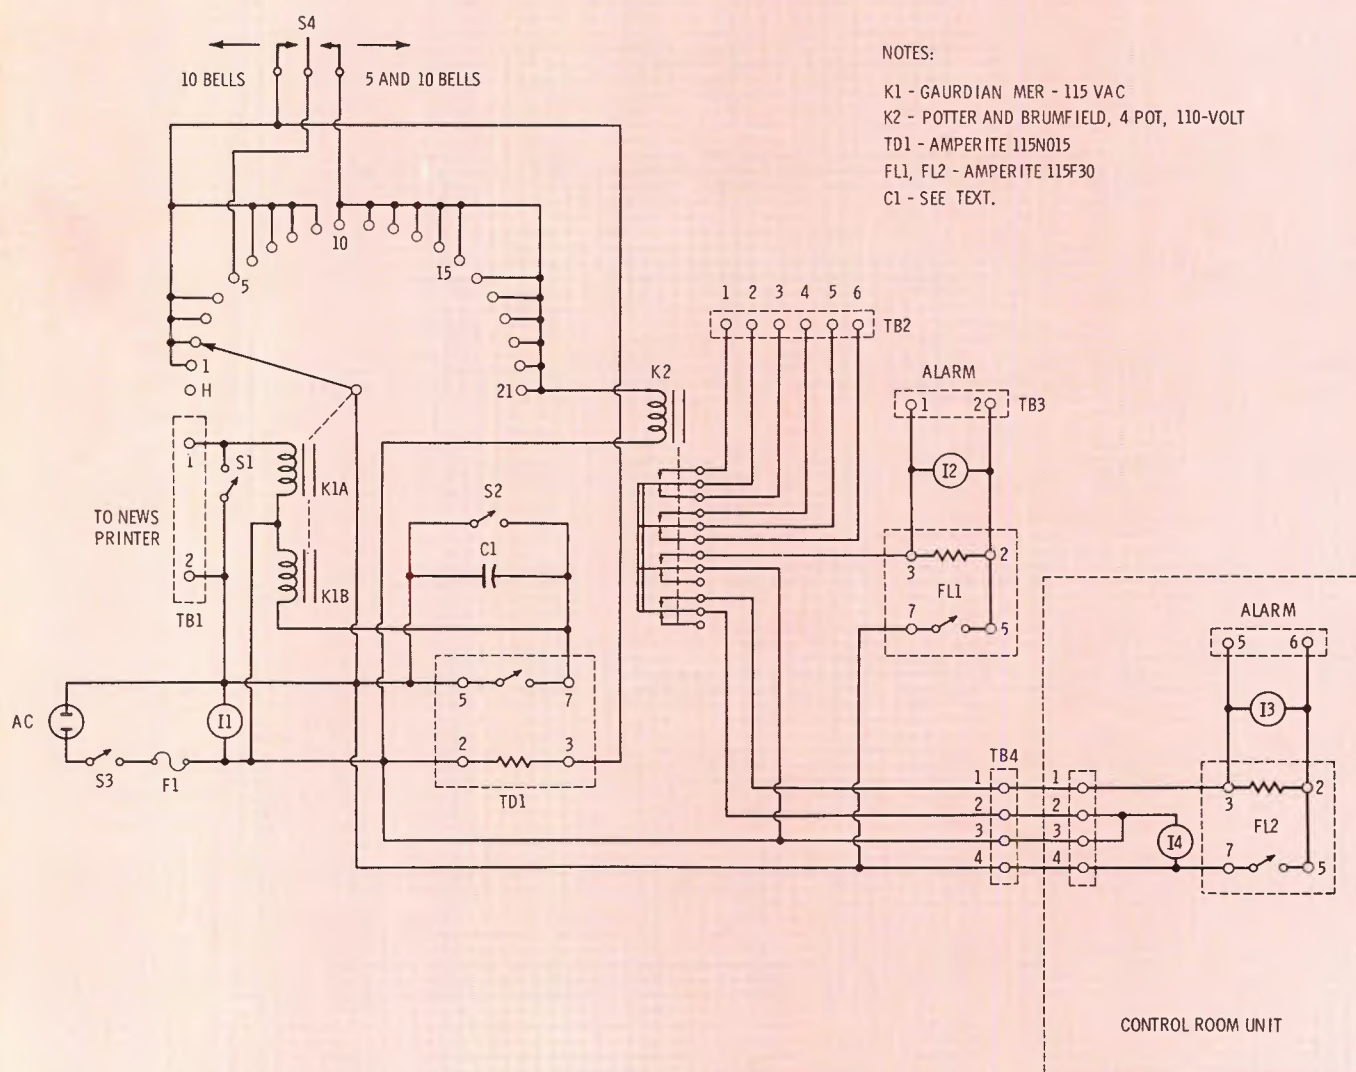 S4
10 BELLS
5 AND 10 BELLS
NOTES:
K1 - GAURDIAN MER - 115 VAC
K2 - POTTER AND BRUMFIELD, 4 POT, 110-VOLT
TD1 - AMPERITE 115N015
FL1, FL2 - AMPERITE 115F30
C1 - SEE TEXT.
10
15
5
1
H
21
K2
1 2 3 4 5 6
TB2
ALARM
1 2
TB3
I2
3 2
FL1
7 5
1
S1
K1A
TO NEWS
PRINTER
2
K1B
TB1
S2
C1
5 7
2 3
TD1
AC
I1
S3
F1
ALARM
5 6
I3
3 2
FL2
7 5
TB4
1 1
2 2
3 3
4 4
I4
CONTROL ROOM UNIT